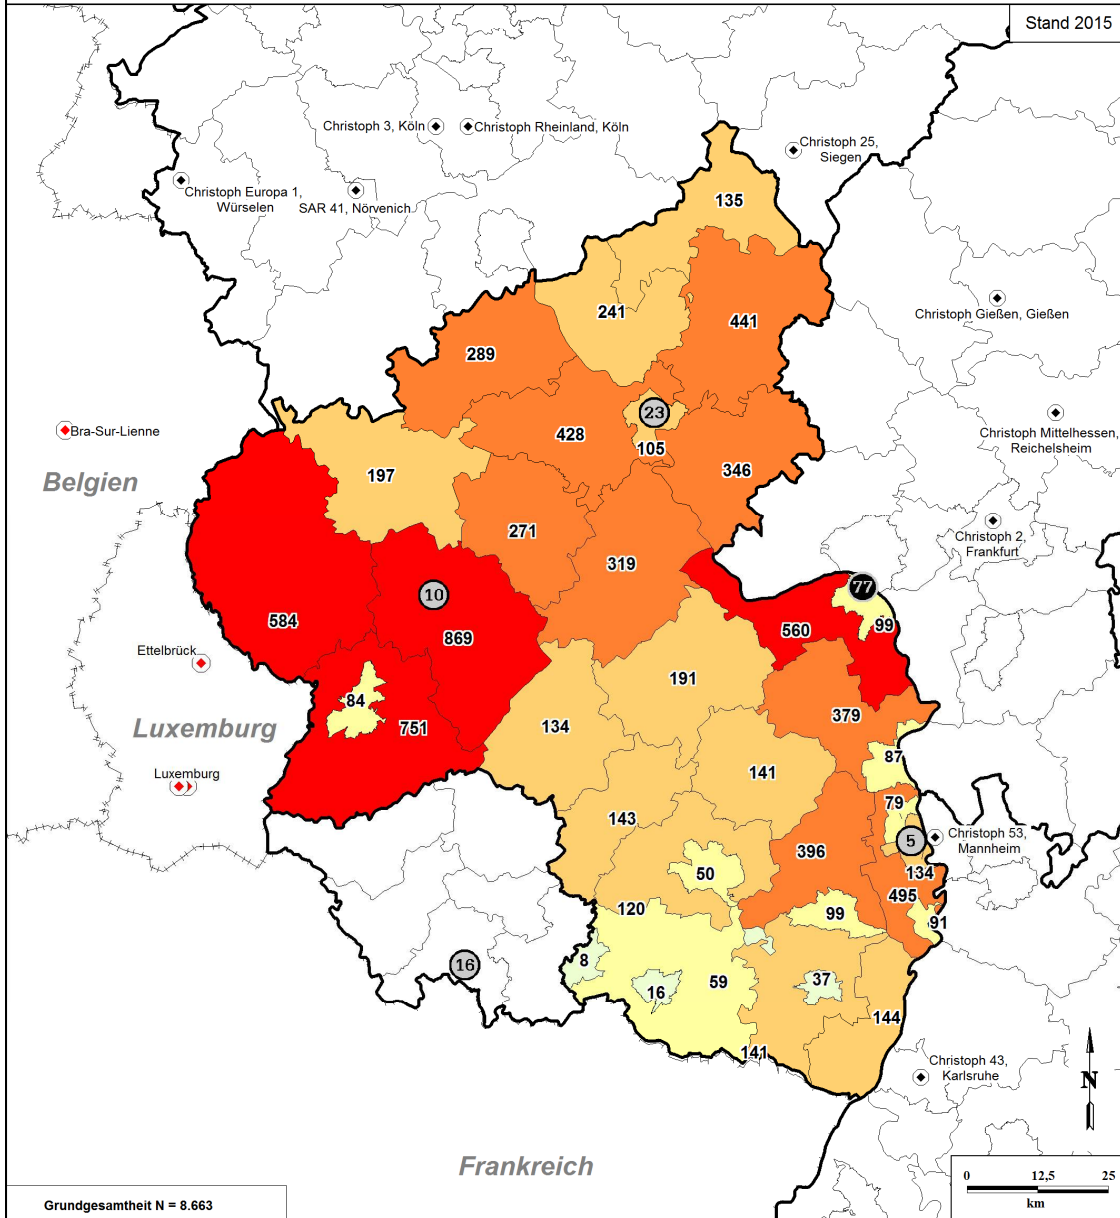 Stand 2015
Christoph 3, Köln
Christoph Rheinland, Köln
Christoph 25,
Siegen
Christoph Europa 1,
Würselen
SAR 41, Nörvenich
135
Christoph Gießen, Gießen
241
441
289
23
Bra-Sur-Lienne
428
Christoph Mittelhessen,
Reichelsheim
105
346
197
Belgien
271
Christoph 2,
Frankfurt
319
77
10
584
99
560
869
Ettelbrück
191
84
379
134
751
Luxemburg
87
141
Luxemburg
79
143
Christoph 53,
Mannheim
5
396
50
134
495
120
99
91
8
16
37
59
16
144
141
Christoph 43,
Karlsruhe
N
Frankreich
0 12,5 25
km
Grundgesamtheit N = 8.663